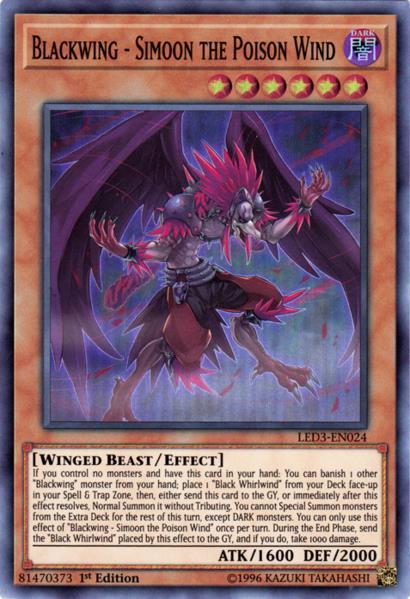 Blackwing - Simoon the Poison Wind
DARK
闇
LED3-EN024
[Winged Beast/Effect]
If you control no monsters and have this card in your hand: You can banish 1 other
"Blackwing" monster from your hand; place 1 "Black Whirlwind" from your Deck face-up
in your Spell & Trap Zone, then, either send this card to the GY, or immediately after this
effect resolves, Normal Summon it without Tributing. You cannot Special Summon monsters
from the Extra Deck for the rest of this turn, except DARK monsters. You can only use this
effect of "Blackwing - Simoon the Poison Wind" once per turn. During the End Phase, send
the "Black Whirlwind" placed by this effect to the GY, and if you do, take 1000 damage.
ATK/1600 DEF/2000
81470373 1st Edition ©1996 KAZUKI TAKAHASHI